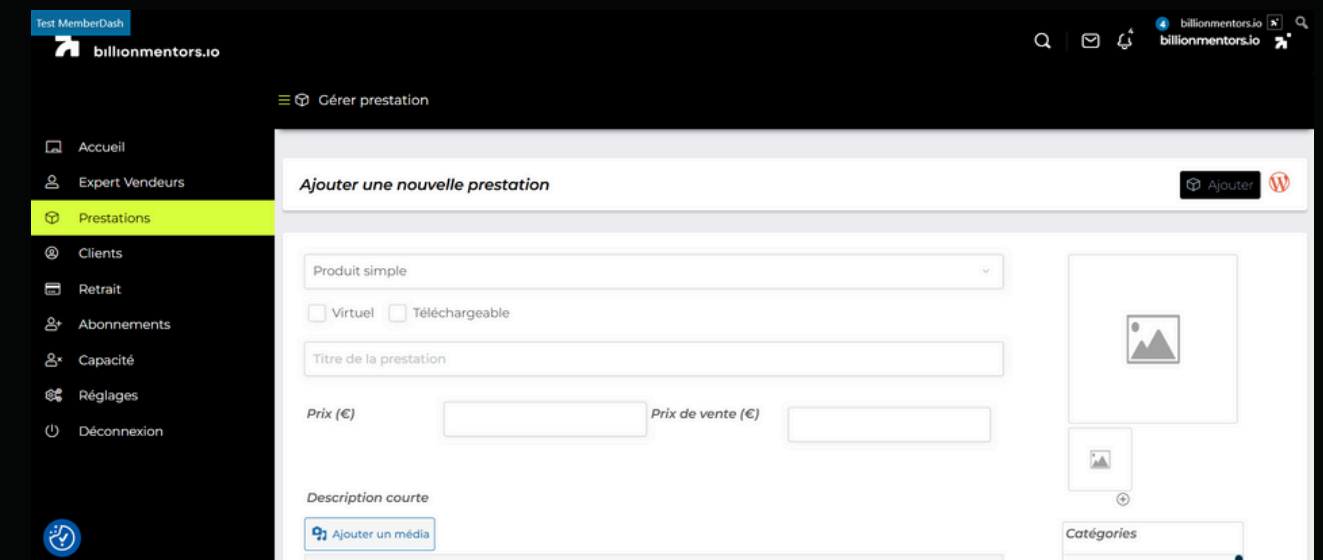 Test MemberDash
4 billionmentors.io
billionmentors.io
4
billionmentors.io
Gérer prestation
Accueil
Expert Vendeurs
Prestations
Clients
Retrait
Abonnements
Capacité
Réglages
Déconnexion
Ajouter une nouvelle prestation
Ajouter
Produit simple
Virtuel Téléchargeable
Titre de la prestation
Prix (€) Prix de vente (€)
Description courte
Ajouter un média
Catégories